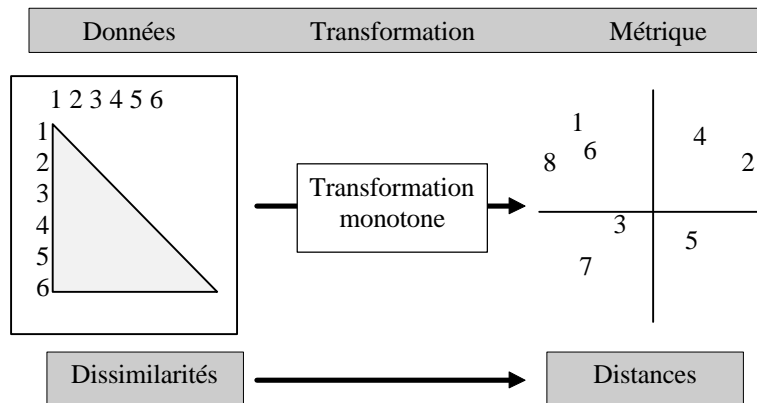 Données Transformation Métrique
1 2 3 4 5 6
1
2
3
4
5
6
Transformation
monotone
1
4
8
6
2
3
5
7
Dissimilarités
Distances